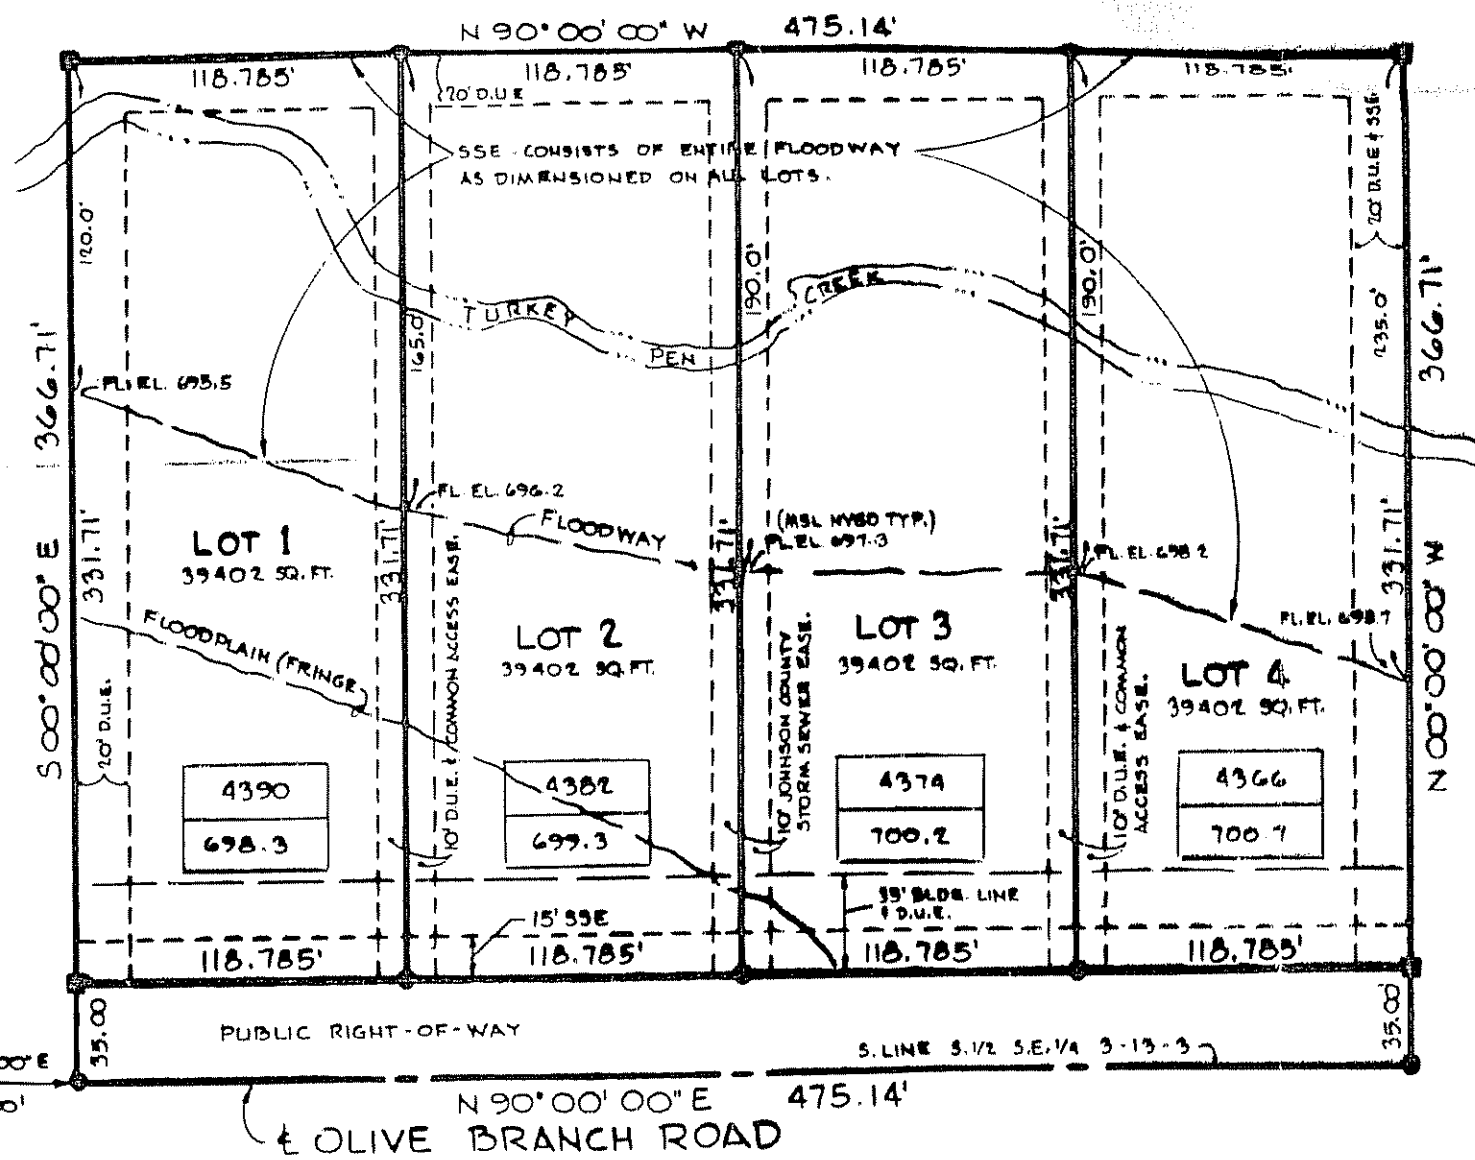 N 90° 00' 00" W 475.14'
118.785' 118.785' 118.785' 118.785'
20' D.U.E
SSE CONSISTS OF ENTIRE FLOODWAY
AS DIMENSIONED ON ALL LOTS.
20' D.U.E & SSE
120.0'
165.0'
190.0'
190.0'
235.0'
TURKEY PEN CREEK
S 00° 00' 00" E 366.71'
N 00° 00' 00" W 366.71'
FL. EL. 695.5
FL. EL. 696.2
FLOODWAY
(MSL NVGD TYP.)
FL. EL. 697.3
FL. EL. 698.2
FL. EL. 698.7
331.71' 331.71' 331.71' 331.71' 331.71'
LOT 1
39402 SQ. FT.
LOT 2
39402 SQ. FT.
LOT 3
39402 SQ. FT.
LOT 4
39402 SQ. FT.
FLOODPLAIN (FRINGE)
20' D.U.E.
10' D.U.E. & COMMON ACCESS EASE.
10' JOHNSON COUNTY
STORM SEWER EASE.
10' D.U.E. & COMMON
ACCESS EASE.
4390
698.3
4382
699.3
4374
700.2
4366
700.7
35' BLDG. LINE
& D.U.E.
15' SSE
118.785' 118.785' 118.785' 118.785'
35.00
35.00
PUBLIC RIGHT-OF-WAY
S. LINE S. 1/2 S.E. 1/4 3-13-3
N 90° 00' 00" E 475.14'
℄ OLIVE BRANCH ROAD